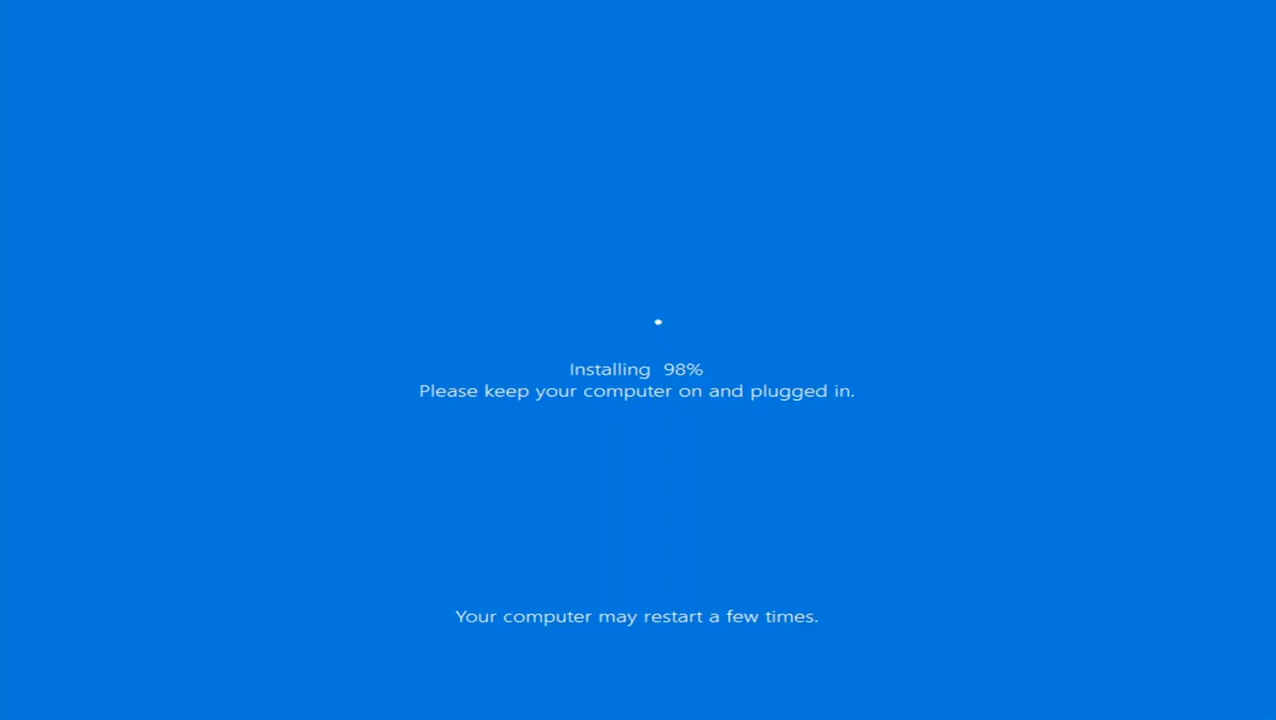 Installing 98%
Please keep your computer on and plugged in.
Your computer may restart a few times.